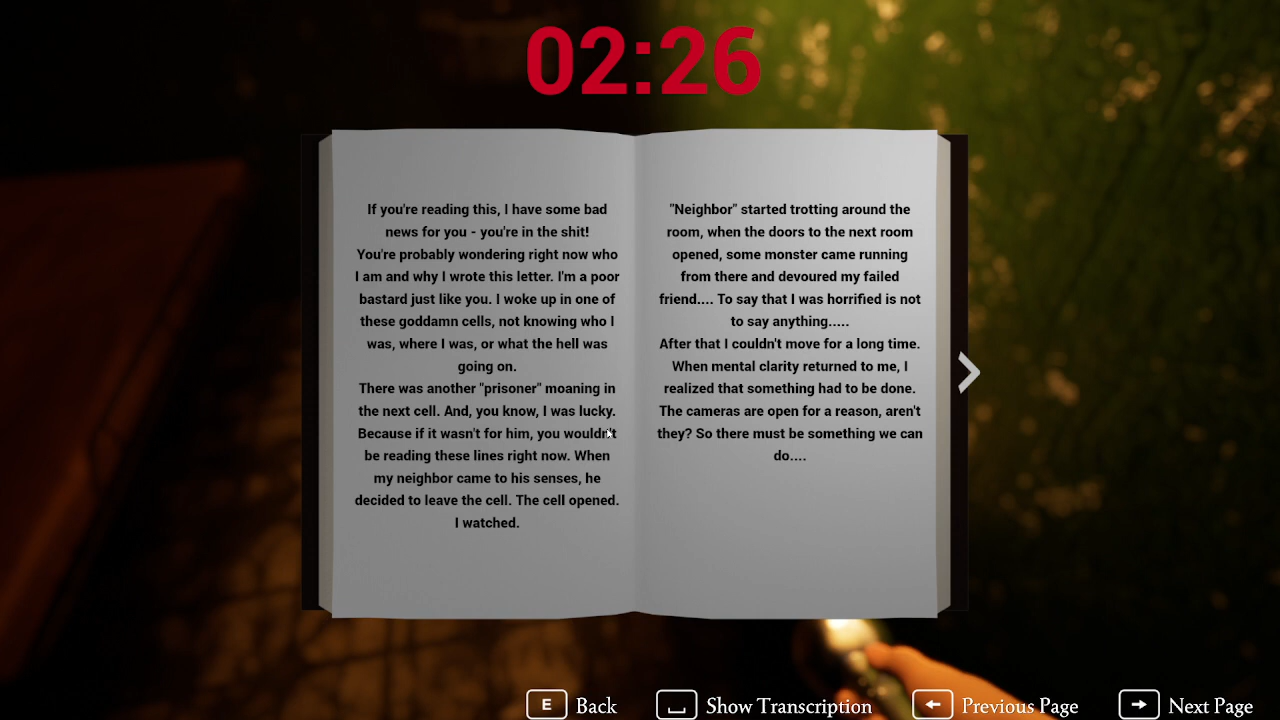 02:26
If you're reading this, I have some bad
news for you - you're in the shit!
You're probably wondering right now who
I am and why I wrote this letter. I'm a poor
bastard just like you. I woke up in one of
these goddamn cells, not knowing who I
was, where I was, or what the hell was
going on.
There was another "prisoner" moaning in
the next cell. And, you know, I was lucky.
Because if it wasn't for him, you wouldn't
be reading these lines right now. When
my neighbor came to his senses, he
decided to leave the cell. The cell opened.
I watched.
"Neighbor" started trotting around the
room, when the doors to the next room
opened, some monster came running
from there and devoured my failed
friend.... To say that I was horrified is not
to say anything.....
After that I couldn't move for a long time.
When mental clarity returned to me, I
realized that something had to be done.
The cameras are open for a reason, aren't
they? So there must be something we can
do....
E Back Show Transcription Previous Page Next Page